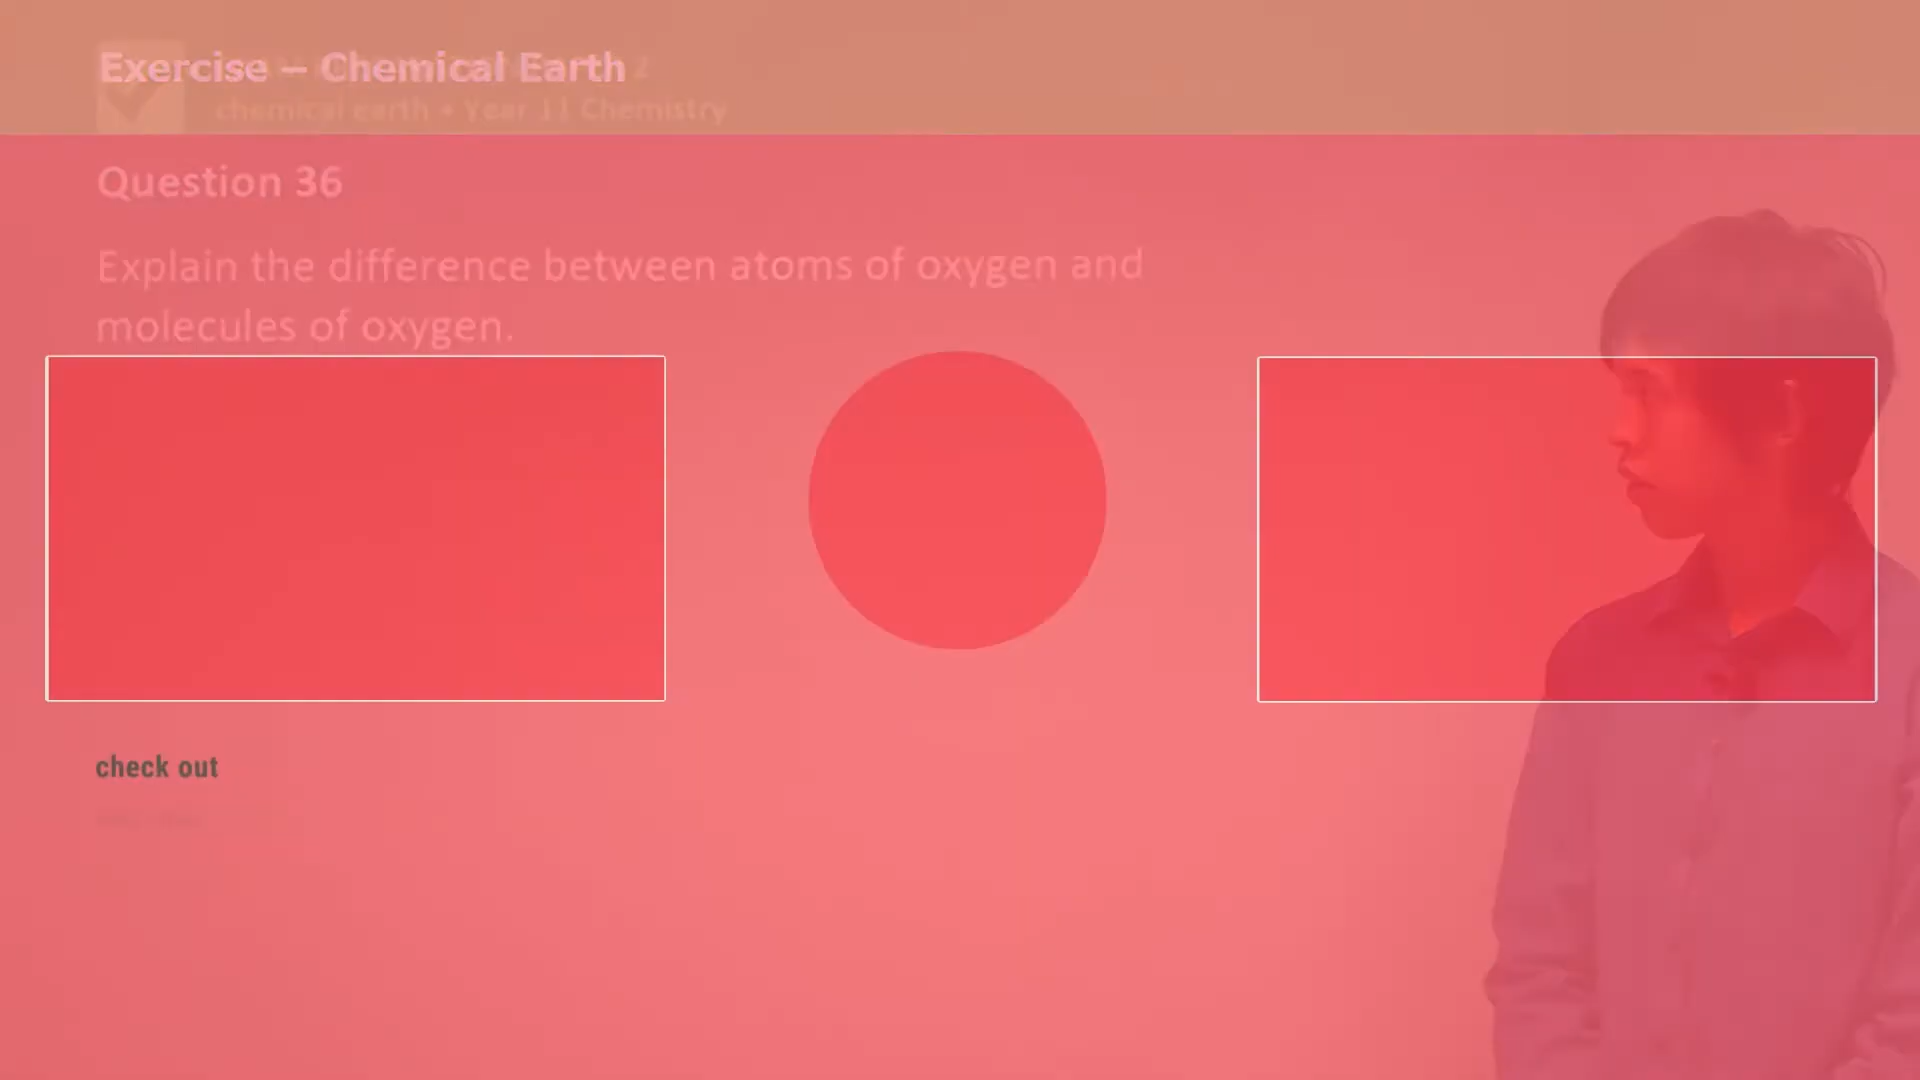 Exercise – Chemical Earth
2
chemical earth • Year 11 Chemistry
Question 36
Explain the difference between atoms of oxygen and
molecules of oxygen.
check out